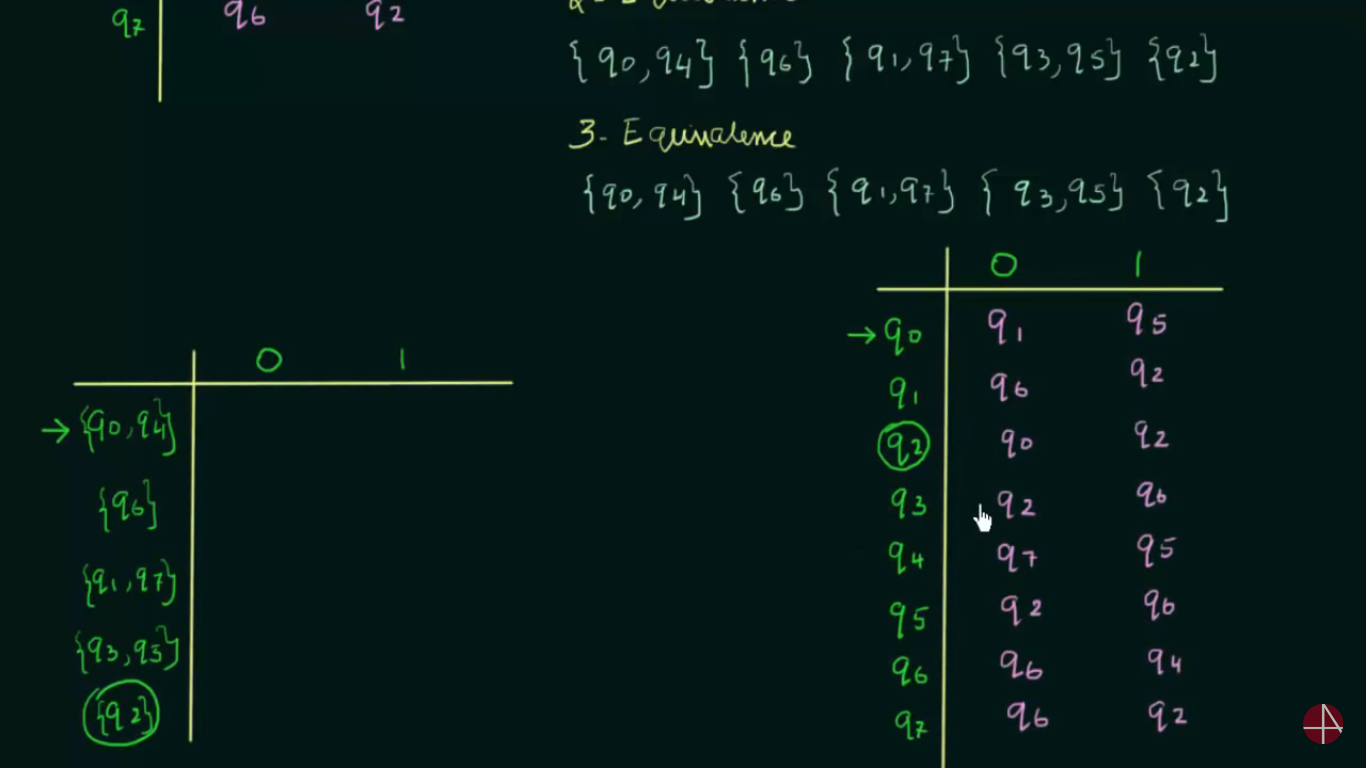 q7 q6 q2
{q0,q4} {q6} {q1,q7} {q3,q5} {q2}
3- Equivalence
{q0,q4} {q6} {q1,q7} {q3,q5} {q2}
0 1
→{q0,q4}
{q6}
{q1,q7}
{q3,q5}
{q2}
0 1
→q0 q1 q5
q1 q6 q2
q2 q0 q2
q3 q2 q6
q4 q7 q5
q5 q2 q6
q6 q6 q4
q7 q6 q2